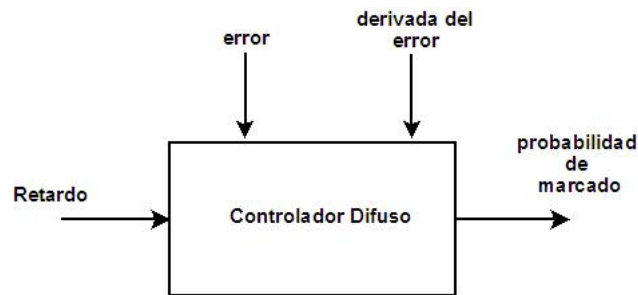 error
derivada del
error
probabilidad
de
marcado
Retardo
Controlador Difuso